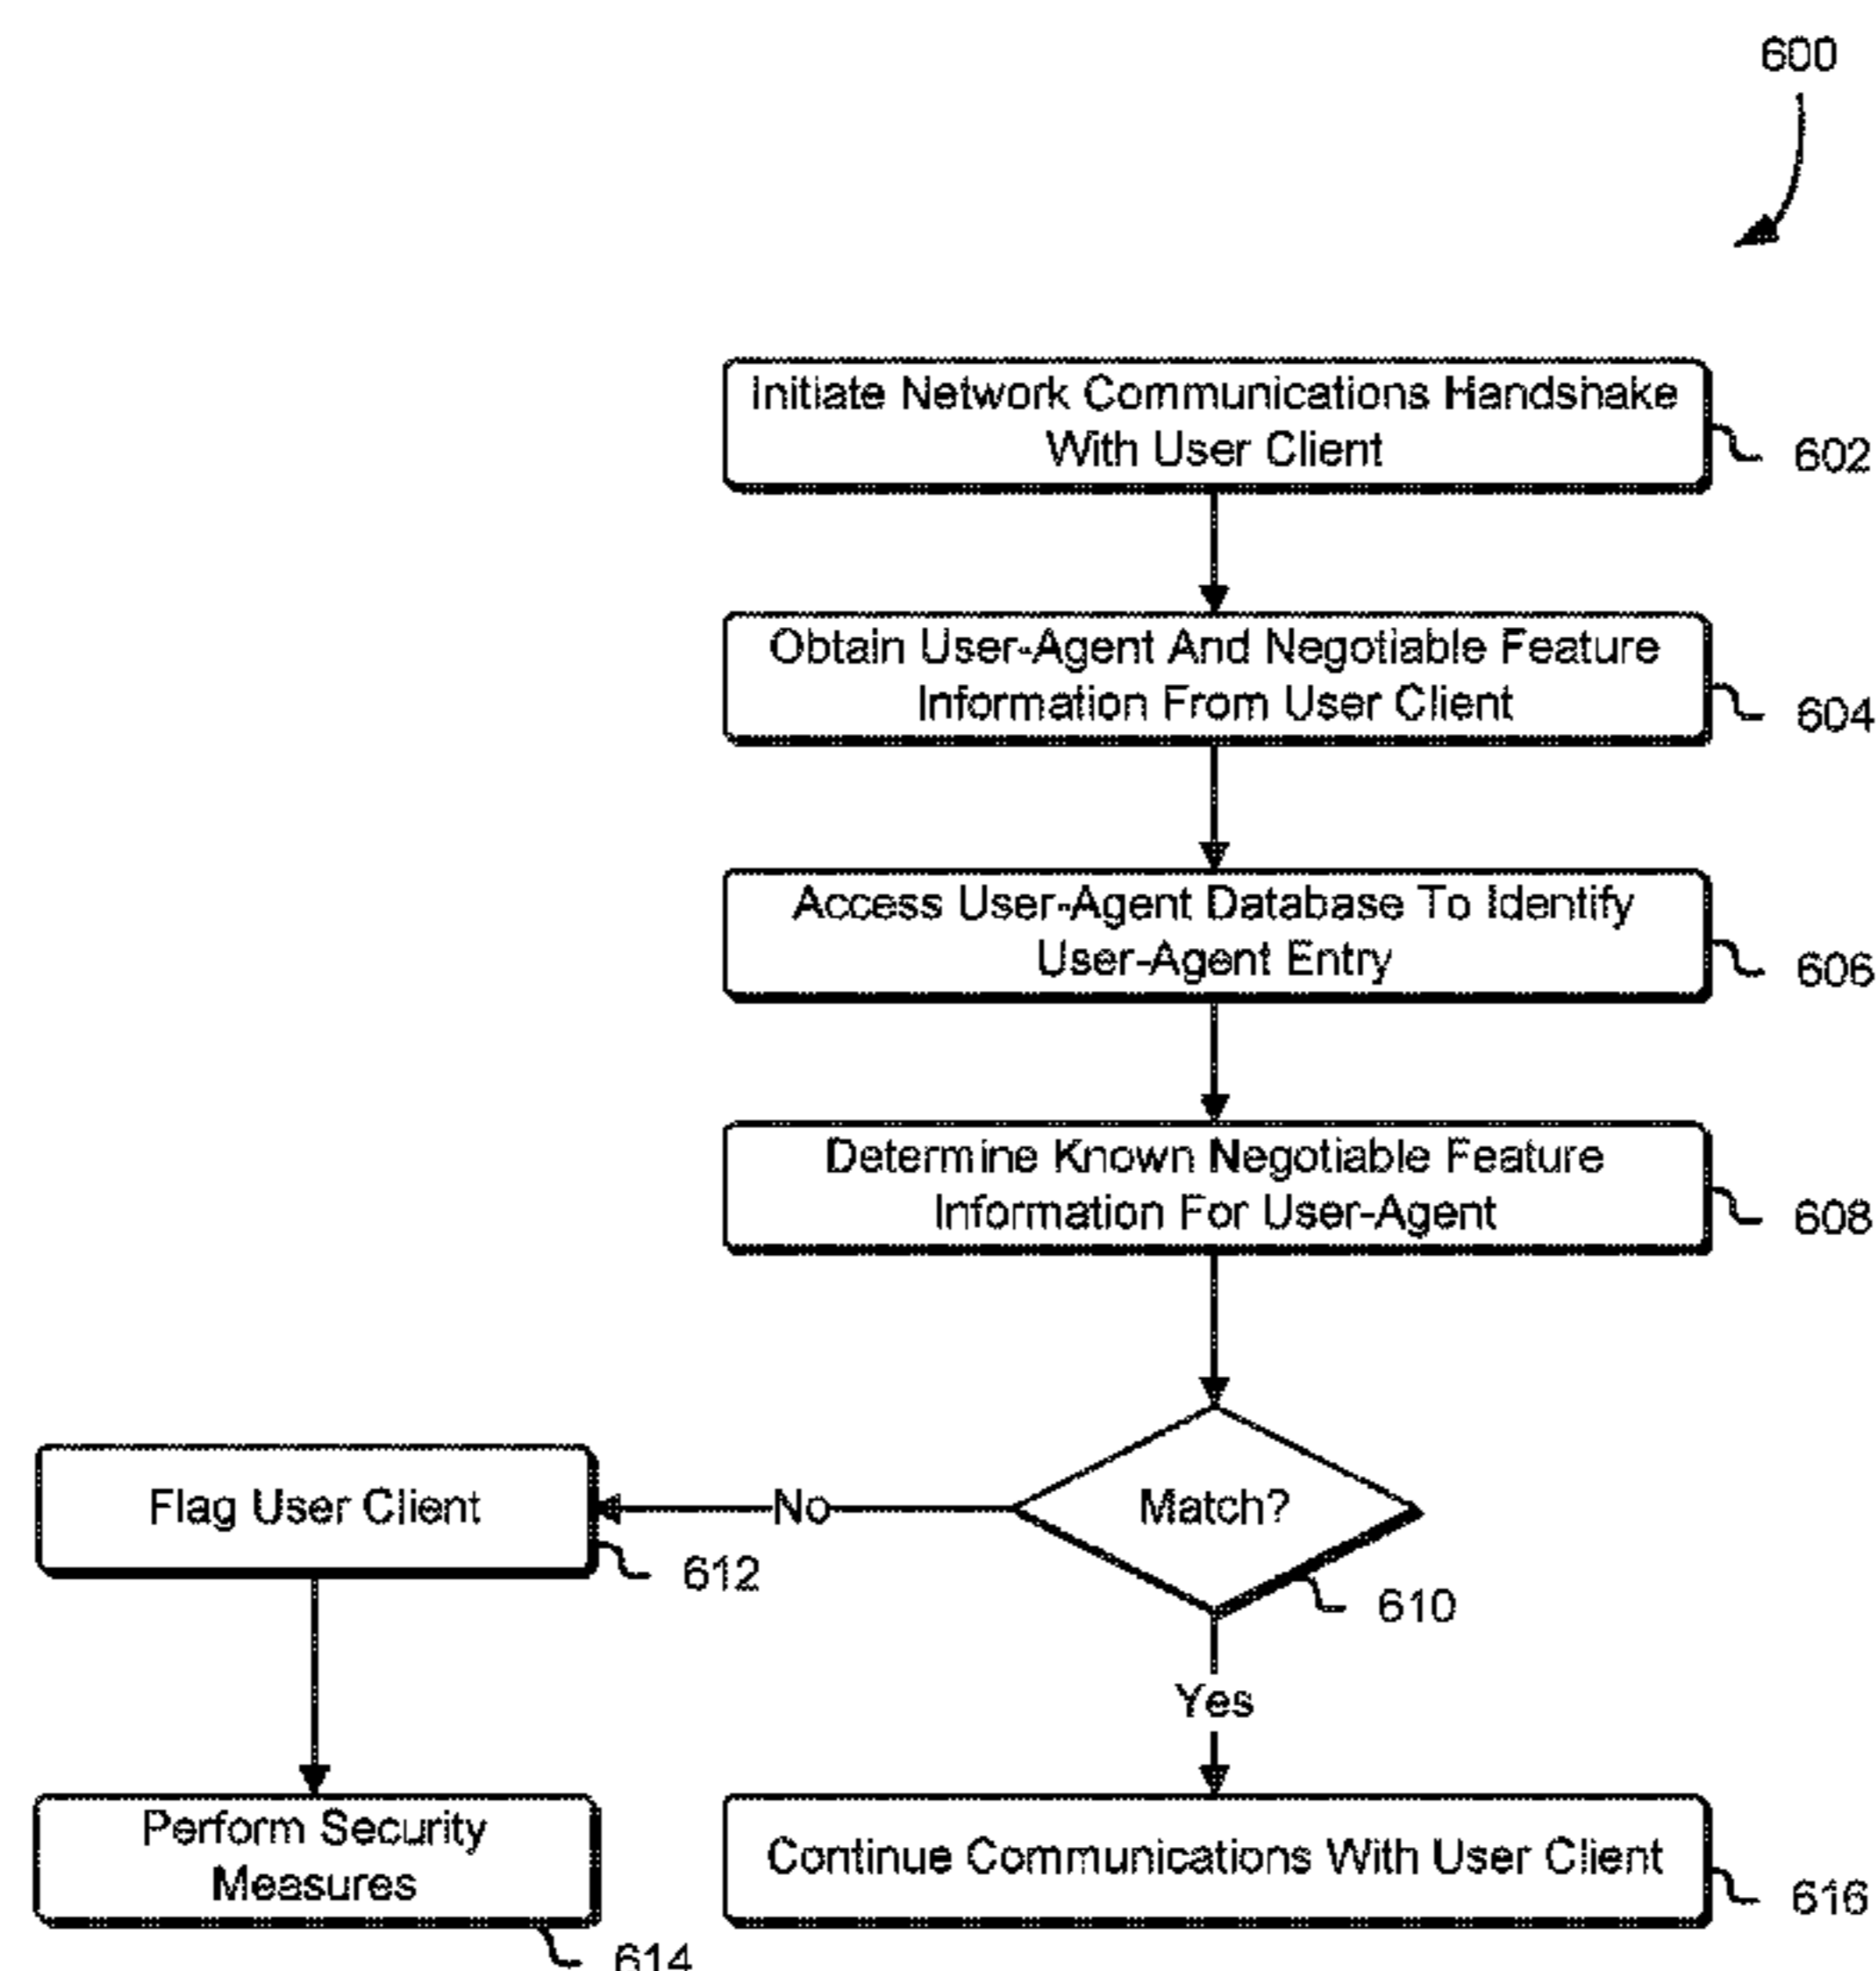 600
Initiate Network Communications Handshake
With User Client
602
Obtain User-Agent And Negotiable Feature
Information From User Client
604
Access User-Agent Database To Identify
User-Agent Entry
606
Determine Known Negotiable Feature
Information For User-Agent
608
Match?
610
No
Flag User Client
612
Yes
Perform Security
Measures
614
Continue Communications With User Client
616